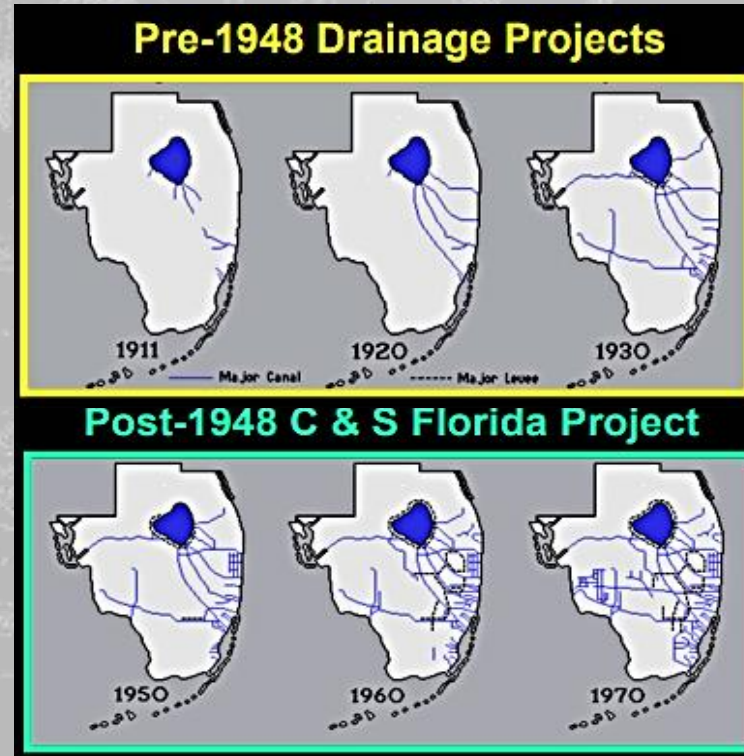 Pre-1948 Drainage Projects
1911 1920 1930
Major Canal Major Levee
Post-1948 C & S Florida Project
1950 1960 1970